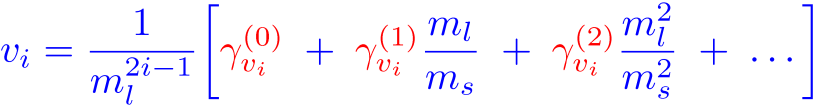 v_i = \frac{1}{m_l^{2i-1}} \left[ \gamma_{v_i}^{(0)} + \gamma_{v_i}^{(1)} \frac{m_l}{m_s} + \gamma_{v_i}^{(2)} \frac{m_l^2}{m_s^2} + \dots \right]